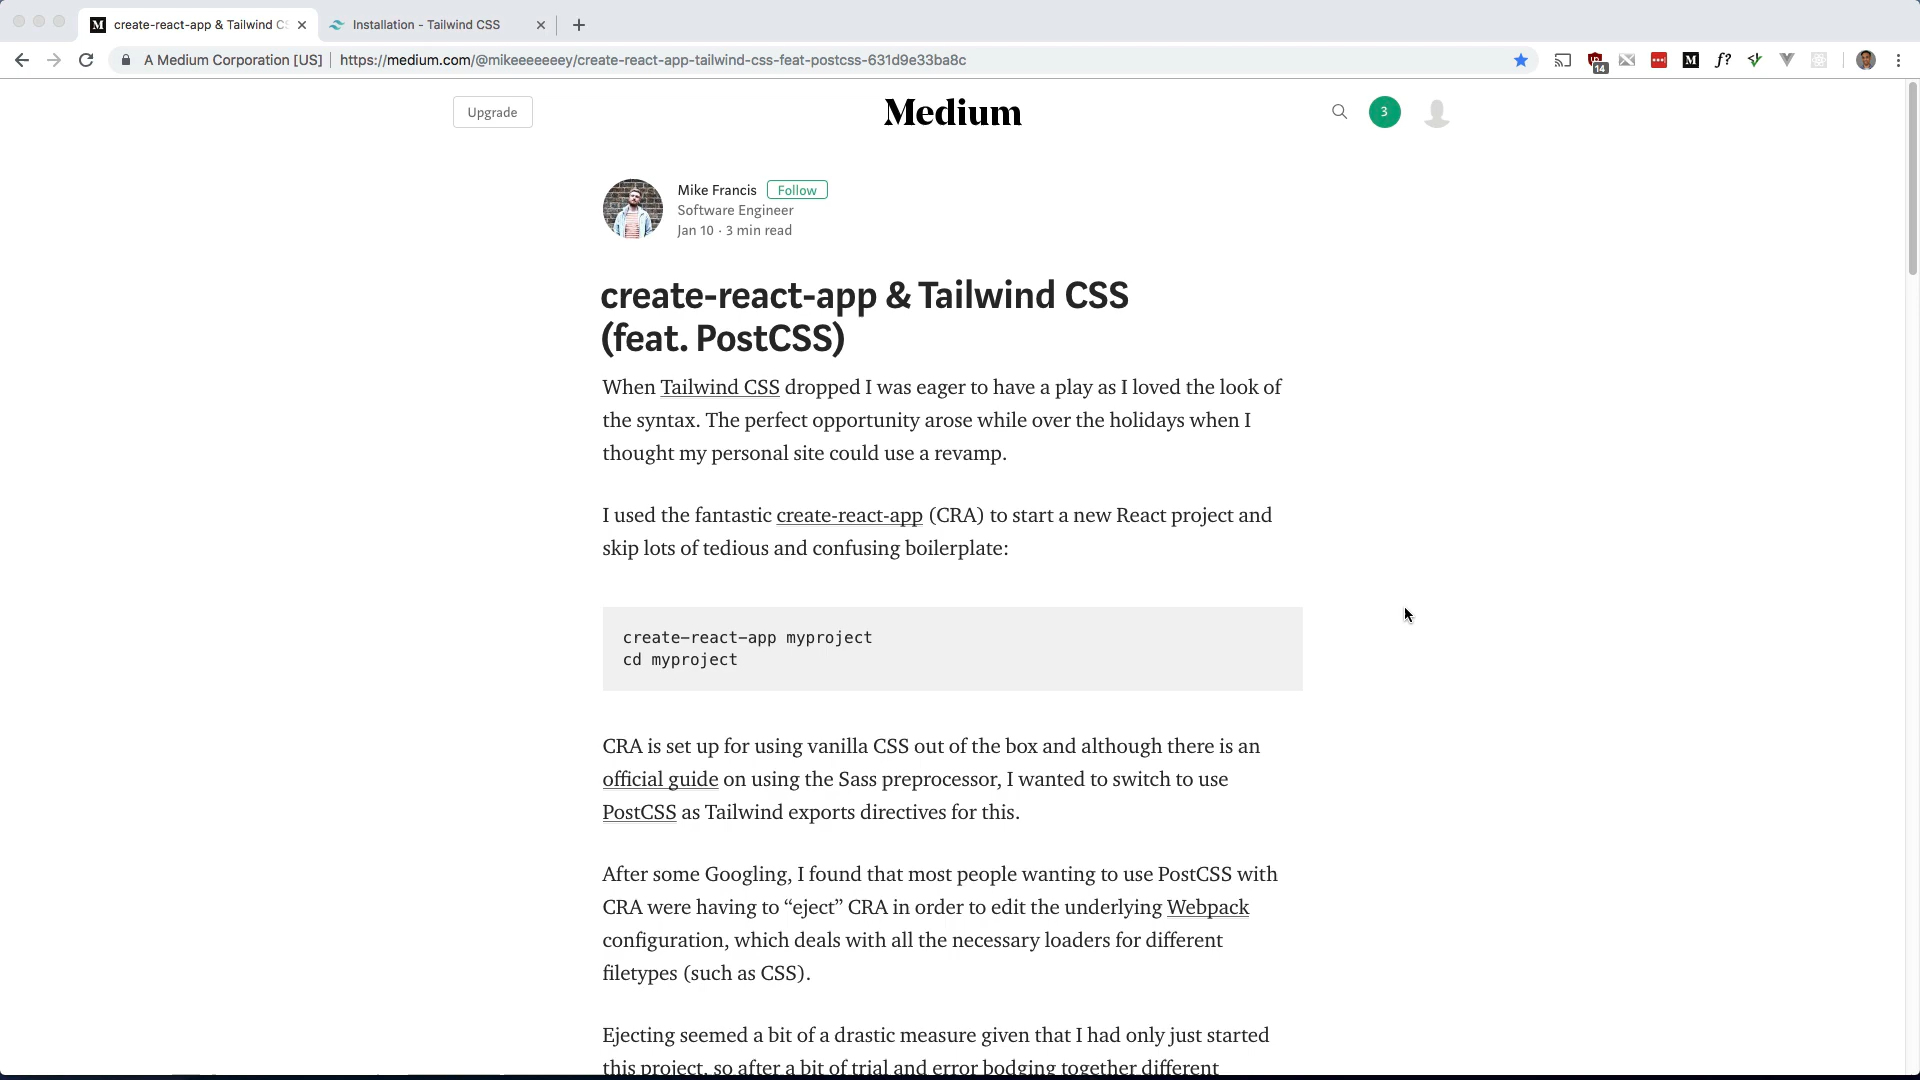 create-react-app & Tailwind CS
Installation - Tailwind CSS
A Medium Corporation [US]
https://medium.com/@mikeeeeeeey/create-react-app-tailwind-css-feat-postcss-631d9e33ba8c
14
M
f?
Upgrade
Medium
3
Mike Francis
Follow
Software Engineer
Jan 10 · 3 min read
create-react-app & Tailwind CSS
(feat. PostCSS)
When Tailwind CSS dropped I was eager to have a play as I loved the look of
the syntax. The perfect opportunity arose while over the holidays when I
thought my personal site could use a revamp.
I used the fantastic create-react-app (CRA) to start a new React project and
skip lots of tedious and confusing boilerplate:
create-react-app myproject
cd myproject
CRA is set up for using vanilla CSS out of the box and although there is an
official guide on using the Sass preprocessor, I wanted to switch to use
PostCSS as Tailwind exports directives for this.
After some Googling, I found that most people wanting to use PostCSS with
CRA were having to “eject” CRA in order to edit the underlying Webpack
configuration, which deals with all the necessary loaders for different
filetypes (such as CSS).
Ejecting seemed a bit of a drastic measure given that I had only just started
this project, so after a bit of trial and error bodging together different